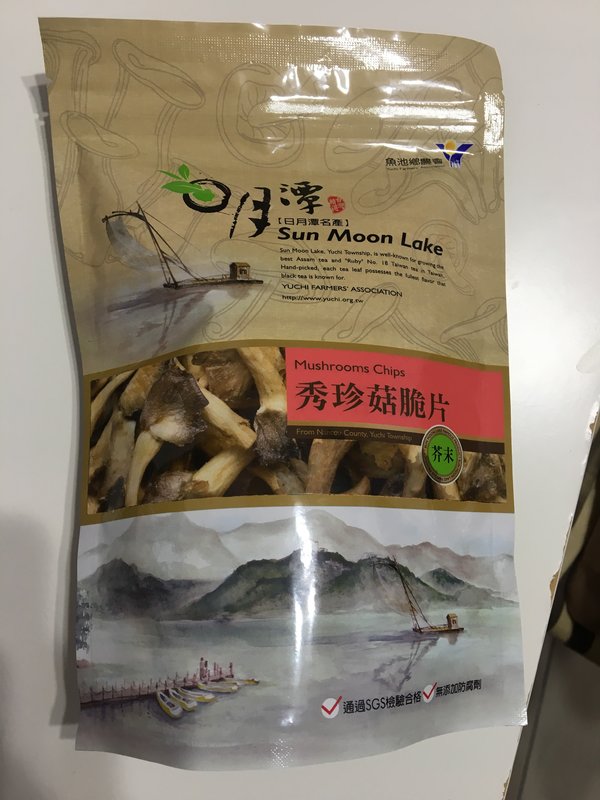 魚池鄉農會
Yuchi Farmers' Association
日月潭
【日月潭名產】
Sun Moon Lake
Sun Moon Lake, Yuchi Township, is well-known for growing the
best Assam tea and "Ruby" No. 18 Taiwan tea in Taiwan.
Hand-picked, each tea leaf possesses the fullest flavor that
black tea is known for.
YUCHI FARMERS' ASSOCIATION
http://www.yuchi.org.tw
Mushrooms Chips
秀珍菇脆片
From Nantou County, Yuchi Township
芥末
通過SGS檢驗合格
無添加防腐劑